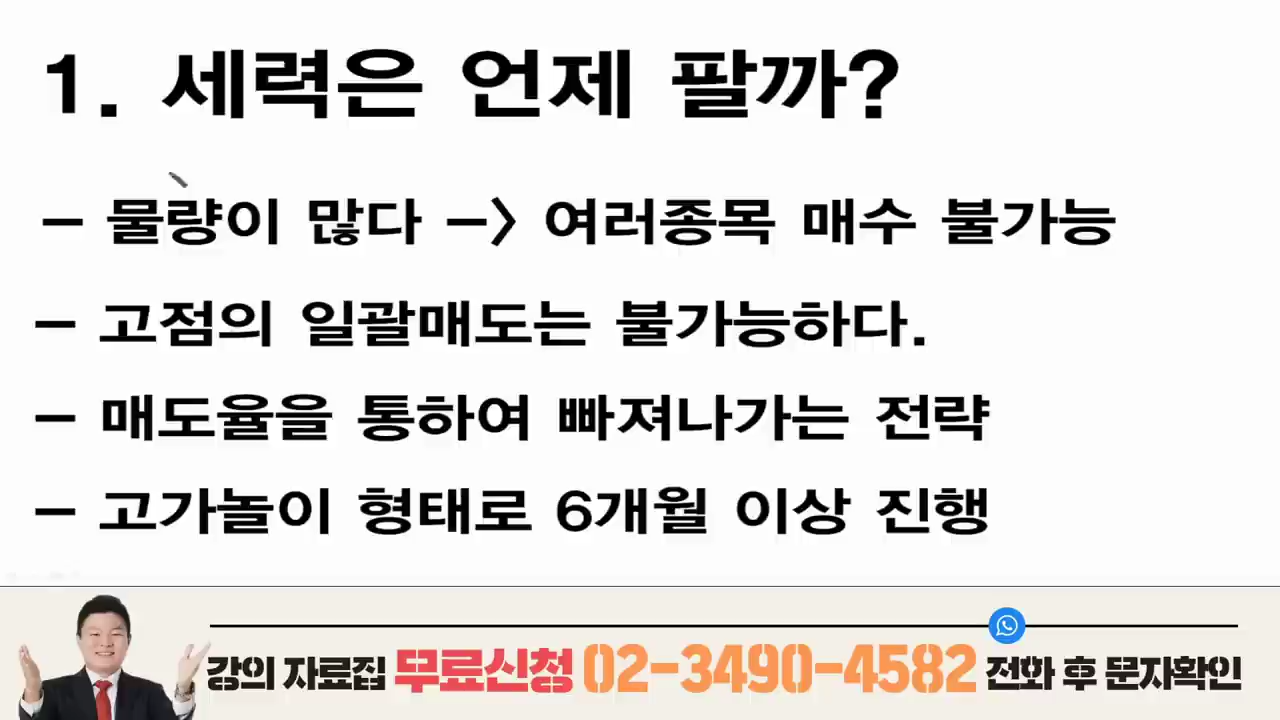 1. 세력은 언제 팔까?
– 물량이 많다 –> 여러종목 매수 불가능
– 고점의 일괄매도는 불가능하다.
– 매도율을 통하여 빠져나가는 전략
– 고가놀이 형태로 6개월 이상 진행
강의 자료집 무료신청 02-3490-4582 전화 후 문자확인